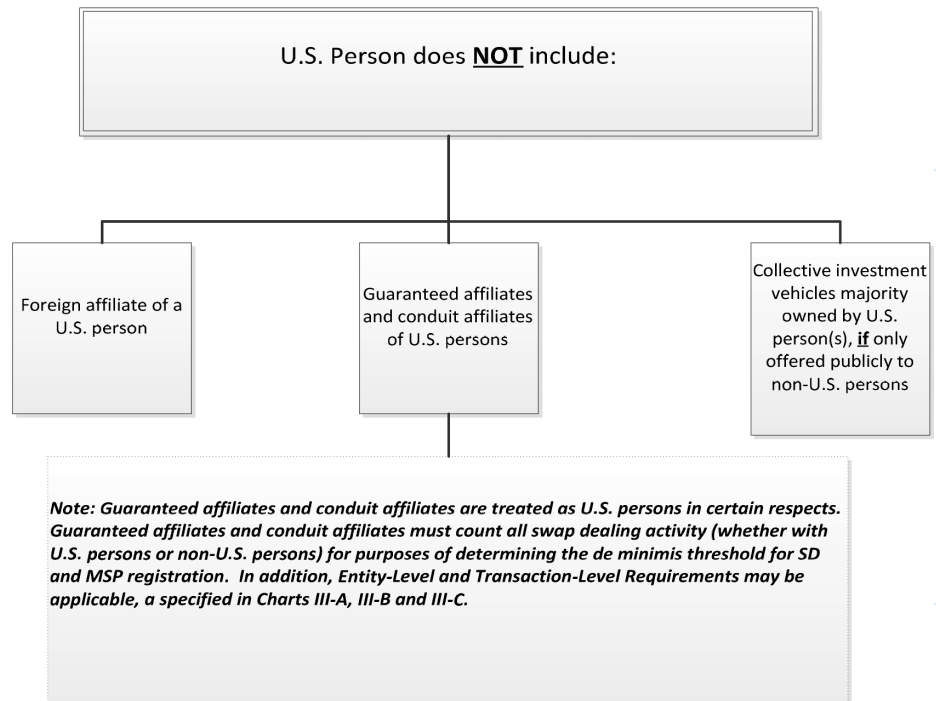 U.S. Person does NOT include:
Foreign affiliate of a
U.S. person
Guaranteed affiliates
and conduit affiliates
of U.S. persons
Collective investment
vehicles majority
owned by U.S.
person(s), if only
offered publicly to
non-U.S. persons
Note: Guaranteed affiliates and conduit affiliates are treated as U.S. persons in certain respects.
Guaranteed affiliates and conduit affiliates must count all swap dealing activity (whether with
U.S. persons or non-U.S. persons) for purposes of determining the de minimis threshold for SD
and MSP registration.  In addition, Entity-Level and Transaction-Level Requirements may be
applicable, a specified in Charts III-A, III-B and III-C.